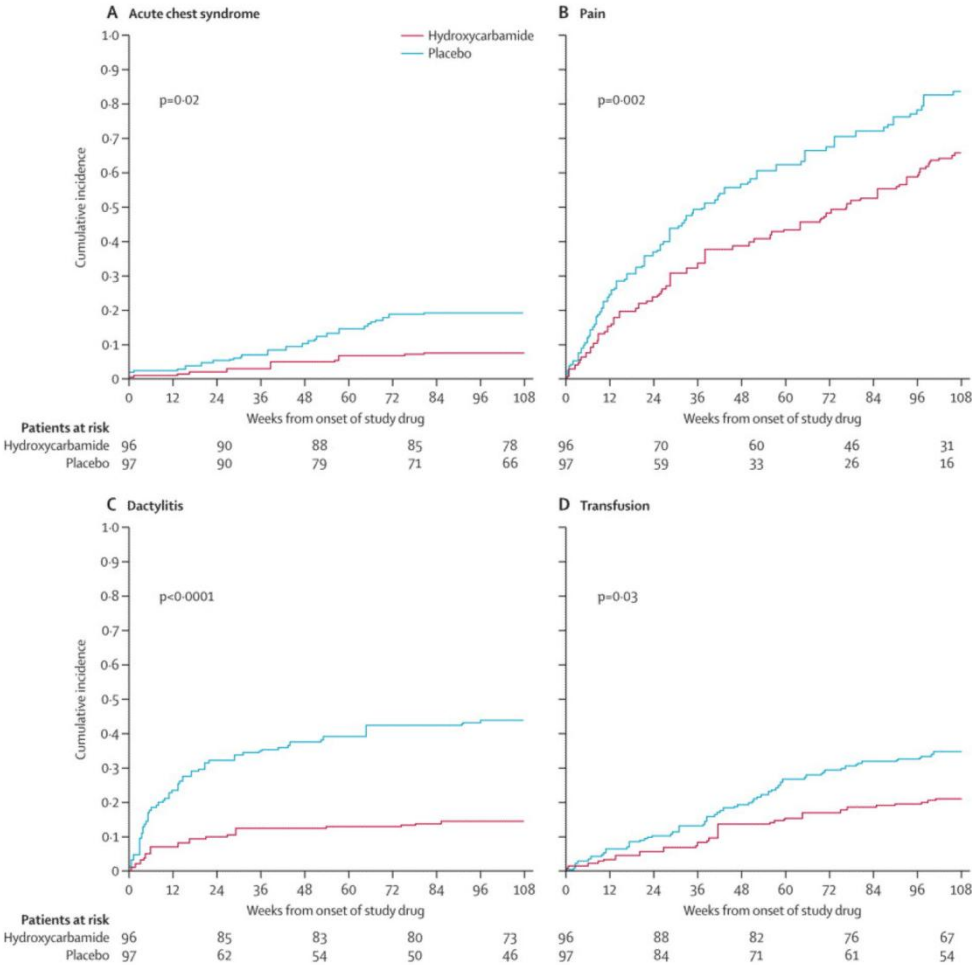 A Acute chest syndrome
Hydroxycarbamide
Placebo
1·0
0·9
0·8
0·7
0·6
0·5
0·4
0·3
0·2
0·1
0
Cumulative incidence
p=0·02
0 12 24 36 48 60 72 84 96 108
Weeks from onset of study drug
B Pain
p=0·002
0 12 24 36 48 60 72 84 96 108
Weeks from onset of study drug
Patients at risk
Hydroxycarbamide 96 90 88 85 78 96 70 60 46 31
Placebo 97 90 79 71 66 97 59 33 26 16
C Dactylitis
1·0
0·9
0·8
0·7
0·6
0·5
0·4
0·3
0·2
0·1
0
Cumulative incidence
p<0·0001
0 12 24 36 48 60 72 84 96 108
Weeks from onset of study drug
D Transfusion
p=0·03
0 12 24 36 48 60 72 84 96 108
Weeks from onset of study drug
Patients at risk
Hydroxycarbamide 96 85 83 80 73 96 88 82 76 67
Placebo 97 62 54 50 46 97 84 71 61 54